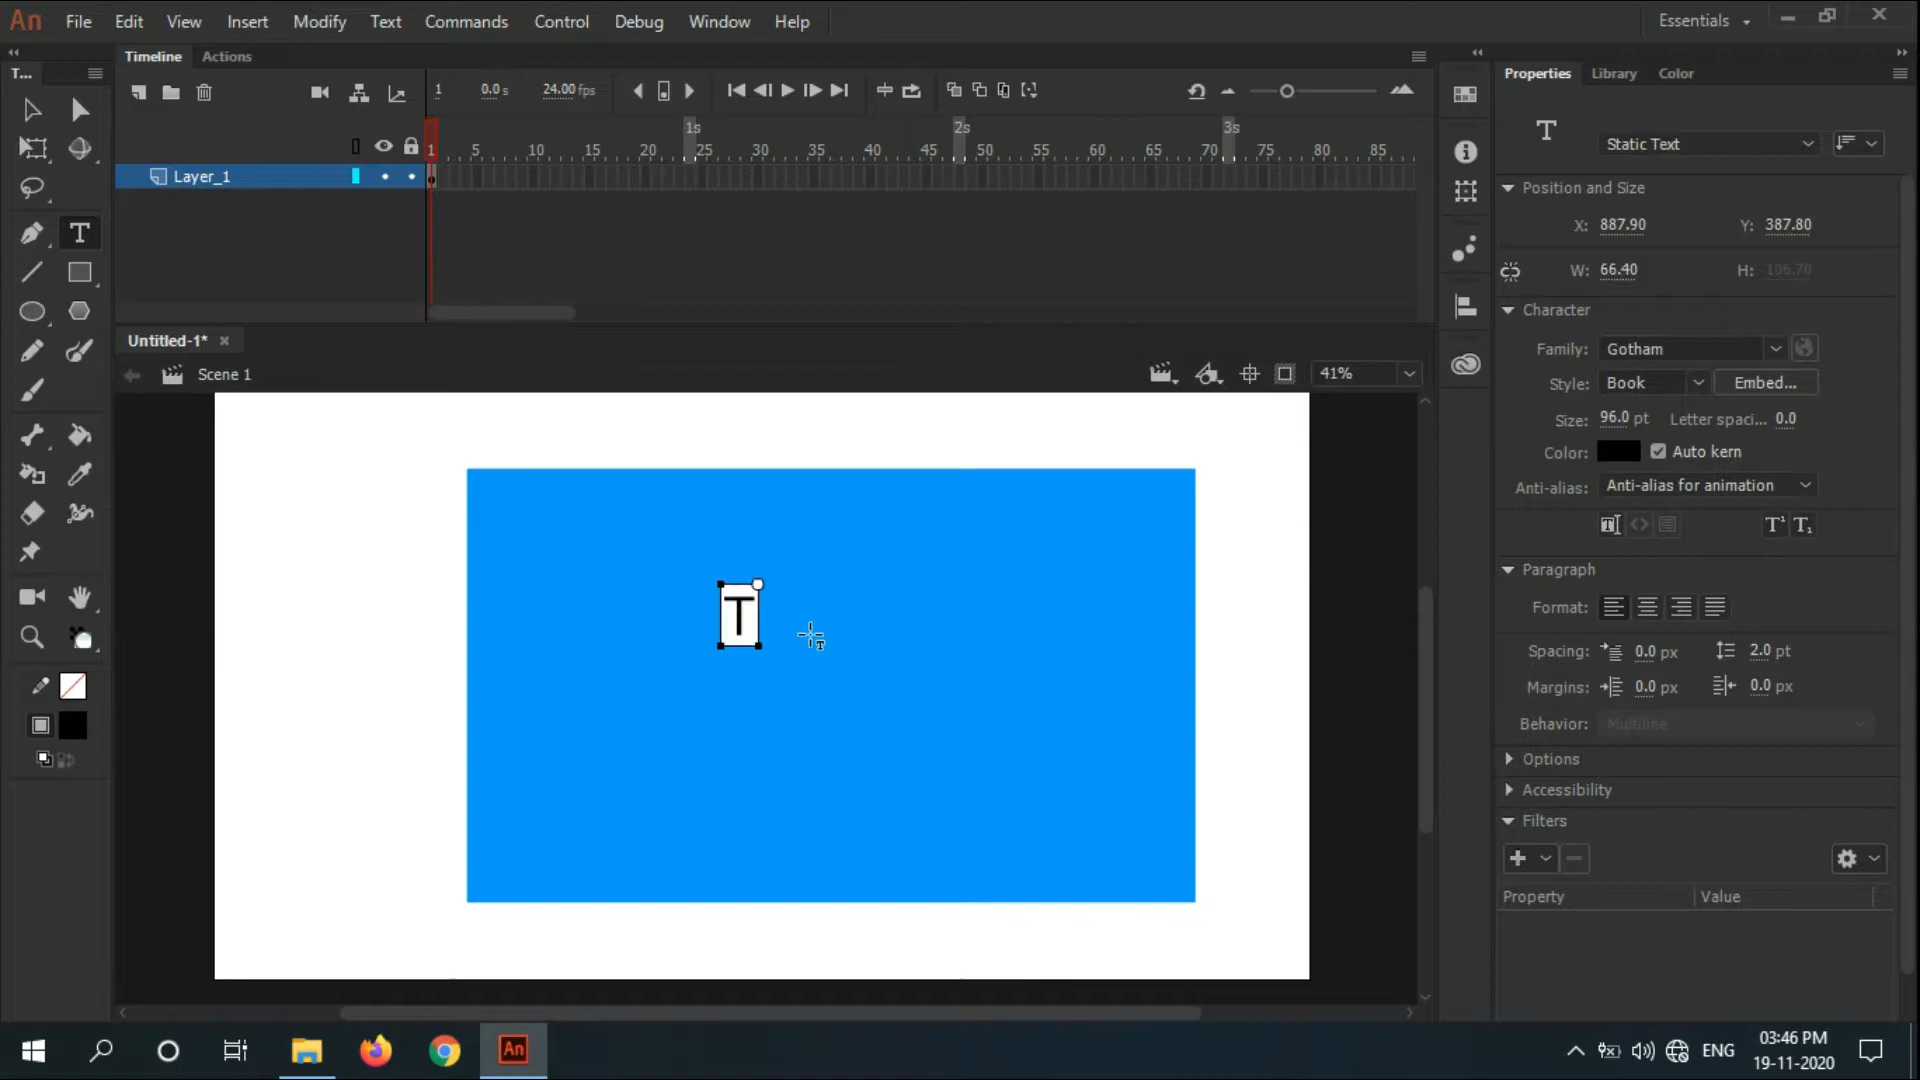 An File Edit View Insert Modify Text Commands Control Debug Window Help Essentials
T... Timeline Actions
1 0.0 s 24.00 fps
1s 2s 3s
1 5 10 15 20 25 30 35 40 45 50 55 60 65 70 75 80 85
Layer_1
Untitled-1*
Scene 1 41%
T
Properties Library Color
T Static Text
Position and Size
X: 887.90 Y: 387.80
W: 66.40 H: 106.70
Character
Family: Gotham
Style: Book Embed...
Size: 96.0 pt Letter spaci... 0.0
Color: Auto kern
Anti-alias: Anti-alias for animation
Paragraph
Format:
Spacing: 0.0 px 2.0 pt
Margins: 0.0 px 0.0 px
Behavior: Multiline
Options
Accessibility
Filters
Property Value
An
ENG 03:46 PM
19-11-2020